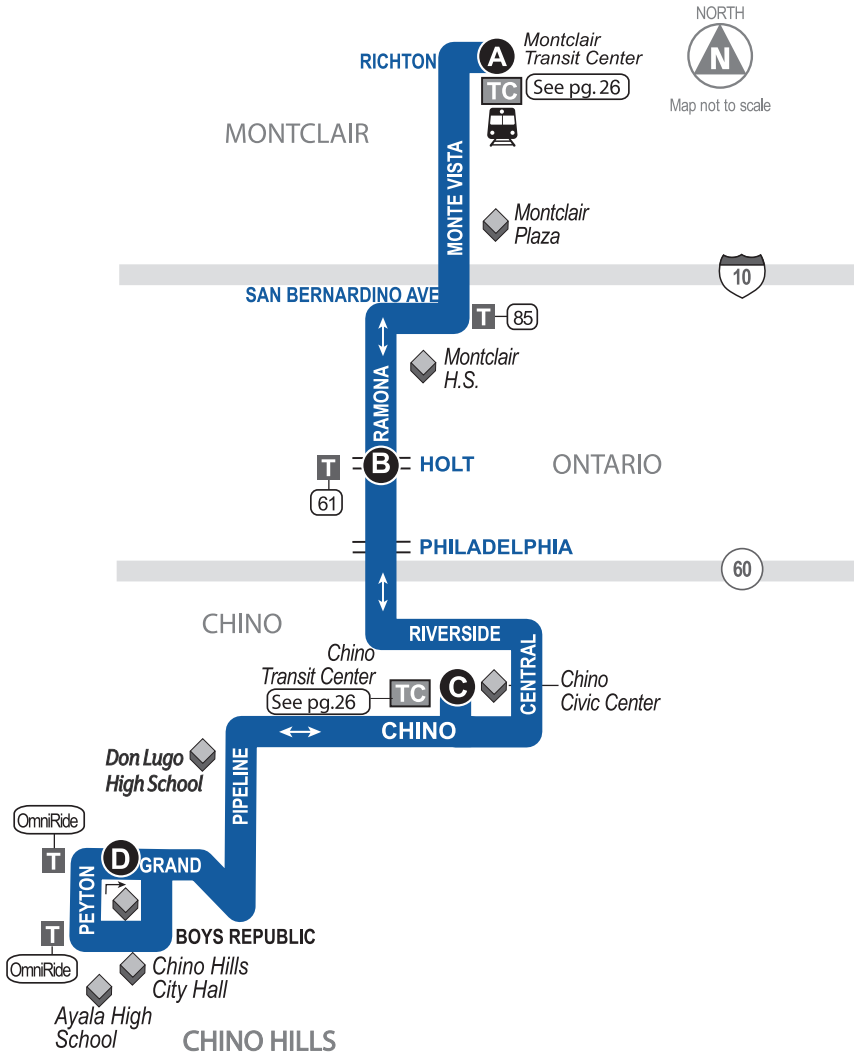 NORTH
N
Map not to scale
RICHTON
A
Montclair
Transit Center
TC
See pg. 26
MONTCLAIR
MONTE VISTA
Montclair
Plaza
10
SAN BERNARDINO AVE
T
85
RAMONA
Montclair
H.S.
B
HOLT
T
61
ONTARIO
PHILADELPHIA
60
CHINO
RIVERSIDE
CENTRAL
Chino
Transit Center
See pg.26
TC
C
Chino
Civic Center
CHINO
Don Lugo
High School
PIPELINE
OmniRide
T
D
GRAND
PEYTON
T
OmniRide
BOYS REPUBLIC
Chino Hills
City Hall
Ayala High
School
CHINO HILLS